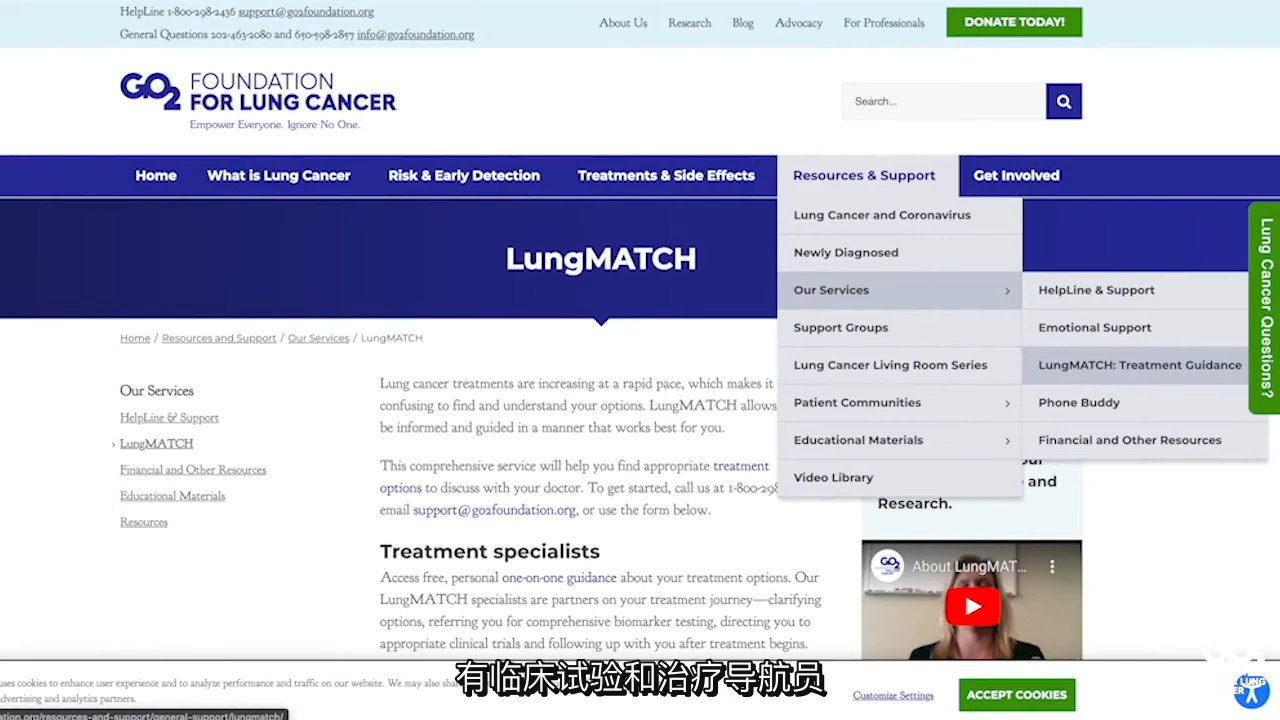 HelpLine 1-800-298-2436 support@go2foundation.org
General Questions 202-463-2080 and 650-598-2857 info@go2foundation.org
About Us Research Blog Advocacy For Professionals DONATE TODAY!
GO2 FOUNDATION
FOR LUNG CANCER
Empower Everyone. Ignore No One.
Search...
Home What is Lung Cancer Risk & Early Detection Treatments & Side Effects Resources & Support Get Involved
LungMATCH
Lung Cancer and Coronavirus
Newly Diagnosed
Our Services
Support Groups
Lung Cancer Living Room Series
Patient Communities
Educational Materials
Video Library
HelpLine & Support
Emotional Support
LungMATCH: Treatment Guidance
Phone Buddy
Financial and Other Resources
Lung Cancer Questions?
Home / Resources and Support / Our Services / LungMATCH
Our Services
HelpLine & Support
LungMATCH
Financial and Other Resources
Educational Materials
Resources
Lung cancer treatments are increasing at a rapid pace, which makes it
confusing to find and understand your options. LungMATCH allows
be informed and guided in a manner that works best for you.
This comprehensive service will help you find appropriate treatment
options to discuss with your doctor. To get started, call us at 1-800-298
email support@go2foundation.org, or use the form below.
Treatment specialists
Access free, personal one-on-one guidance about your treatment options. Our
LungMATCH specialists are partners on your treatment journey—clarifying
options, referring you for comprehensive biomarker testing, directing you to
appropriate clinical trials and following up with you after treatment begins.
and
Research.
GO2
About LungMAT...
uses cookies to enhance user experience and to analyze performance and traffic on our website. We may also sha
advertising and analytics partners.
Customize Settings ACCEPT COOKIES
dation.org/resources-and-support/general-support/lungmatch/
有临床试验和治疗导航员